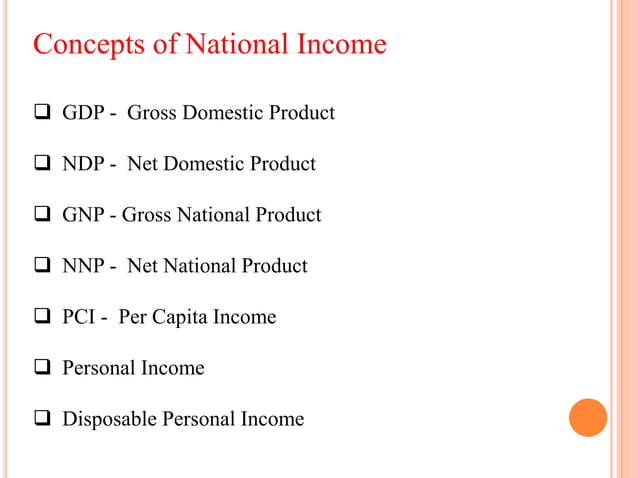 Concepts of National Income
❑ GDP - Gross Domestic Product
❑ NDP - Net Domestic Product
❑ GNP - Gross National Product
❑ NNP - Net National Product
❑ PCI - Per Capita Income
❑ Personal Income
❑ Disposable Personal Income